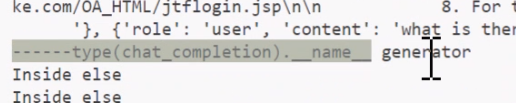 ke.com/OA_HTML/jtflogin.jsp\n\n 8. For t
'}, {'role': 'user', 'content': 'what is ther
------type(chat_completion).__name__ generator
Inside else
Inside else